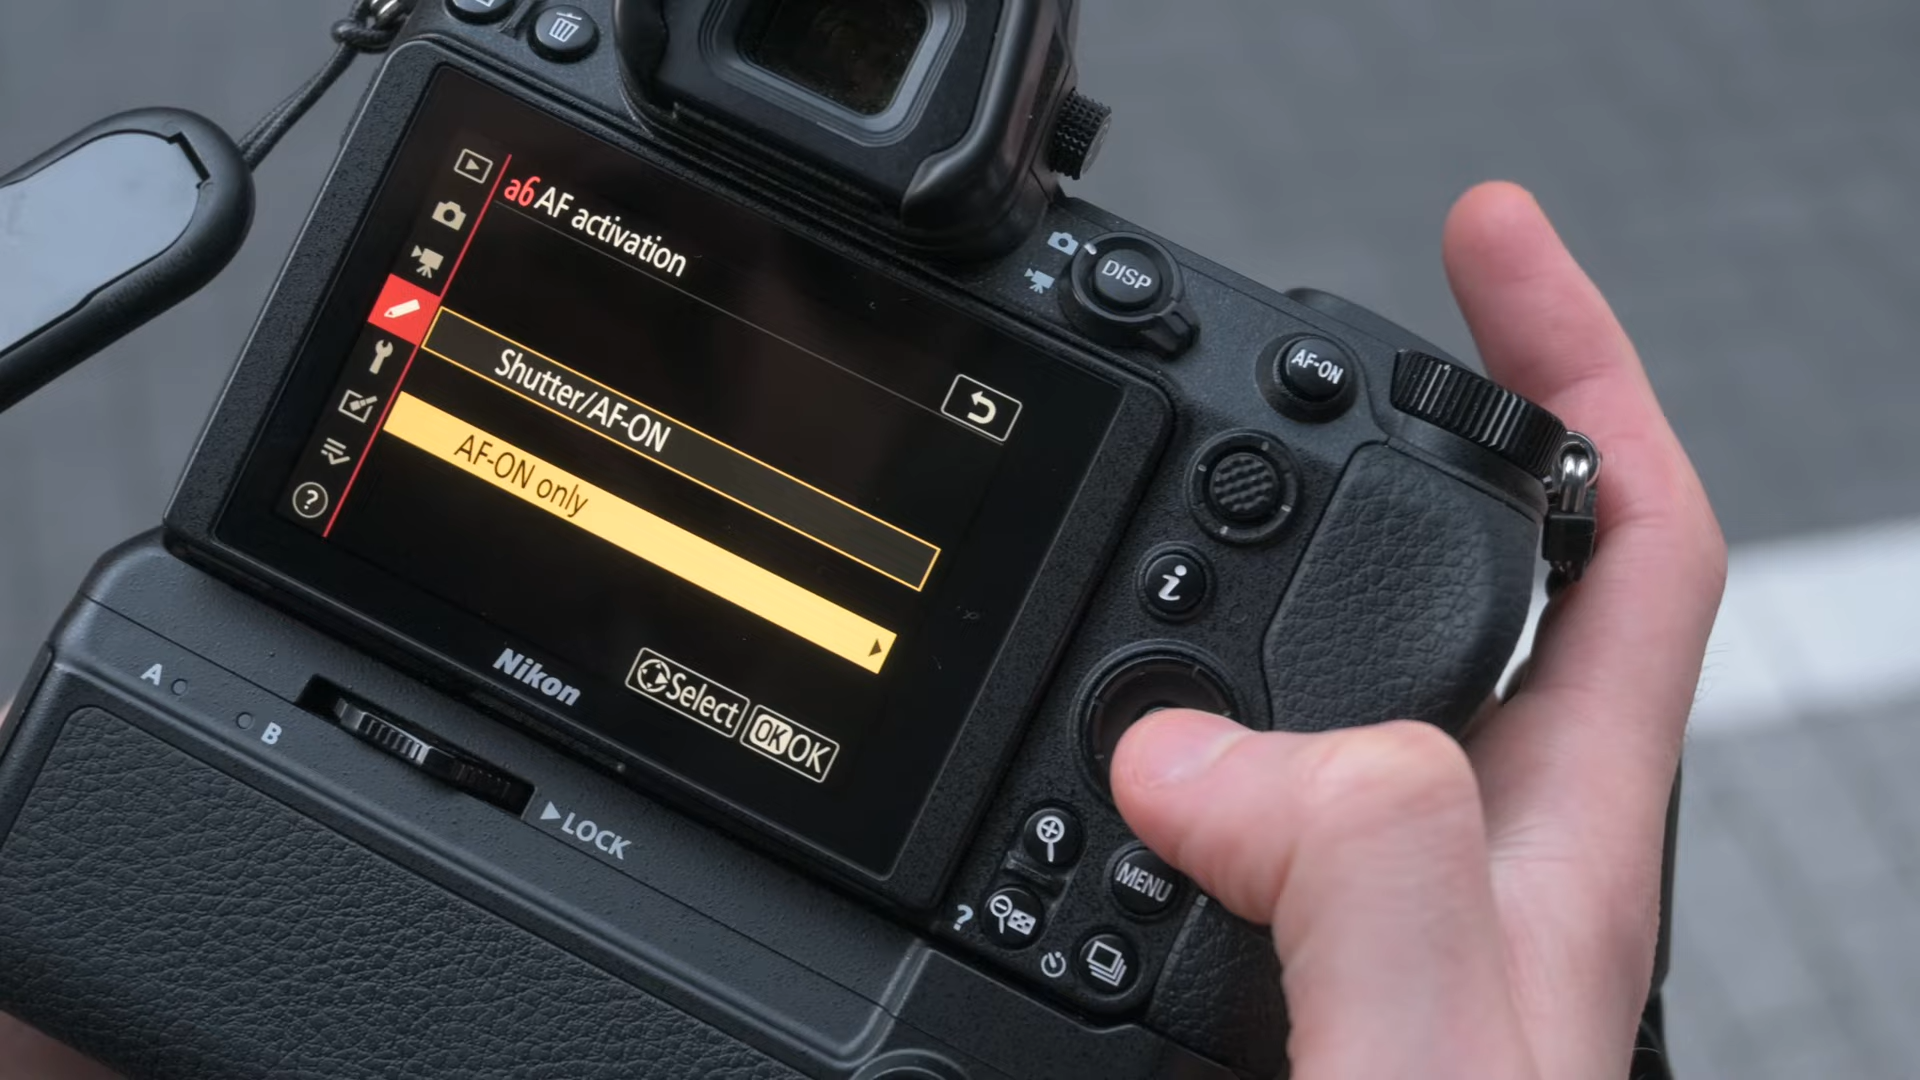 a6 AF activation
Shutter/AF-ON
AF-ON only
Select OK OK
Nikon
DISP
AF-ON
i
MENU
?
A
B
LOCK